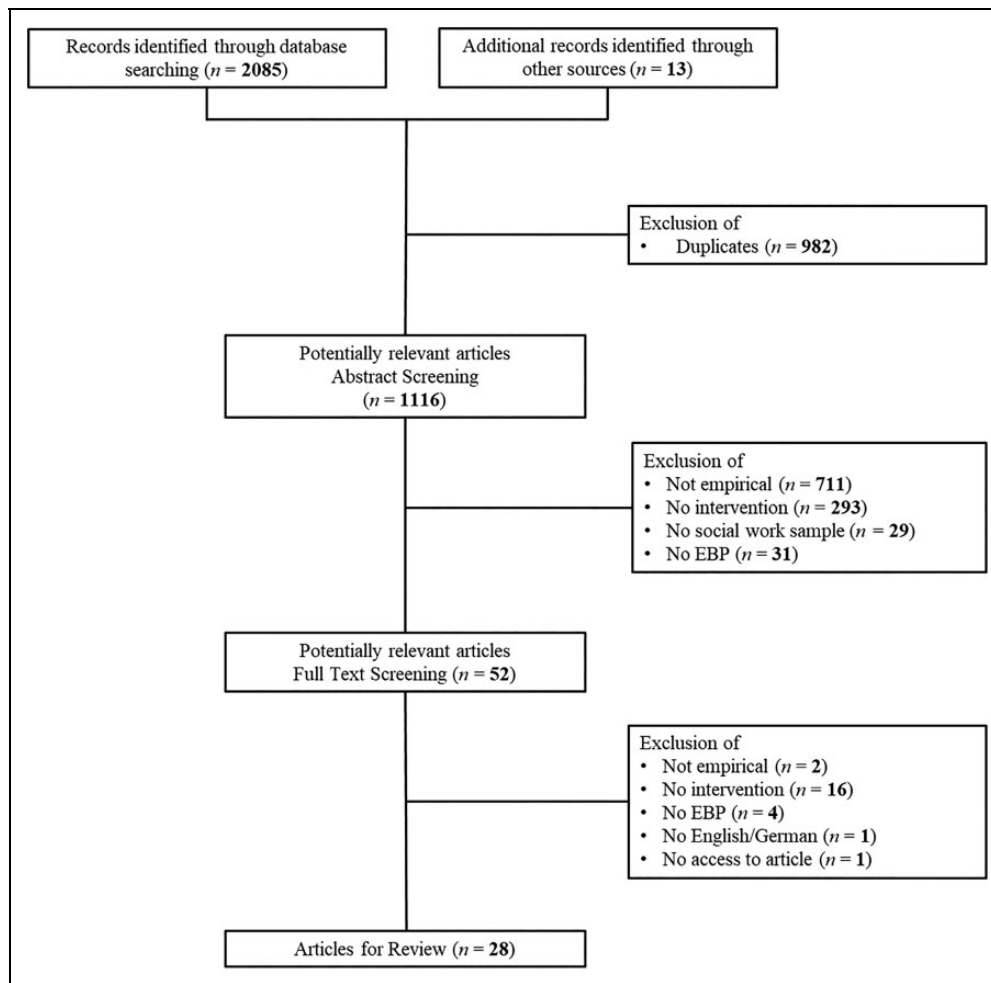 Records identified through database
searching (n = 2085)
Additional records identified through
other sources (n = 13)
Exclusion of
• Duplicates (n = 982)
Potentially relevant articles
Abstract Screening
(n = 1116)
Exclusion of
• Not empirical (n = 711)
• No intervention (n = 293)
• No social work sample (n = 29)
• No EBP (n = 31)
Potentially relevant articles
Full Text Screening (n = 52)
Exclusion of
• Not empirical (n = 2)
• No intervention (n = 16)
• No EBP (n = 4)
• No English/German (n = 1)
• No access to article (n = 1)
Articles for Review (n = 28)